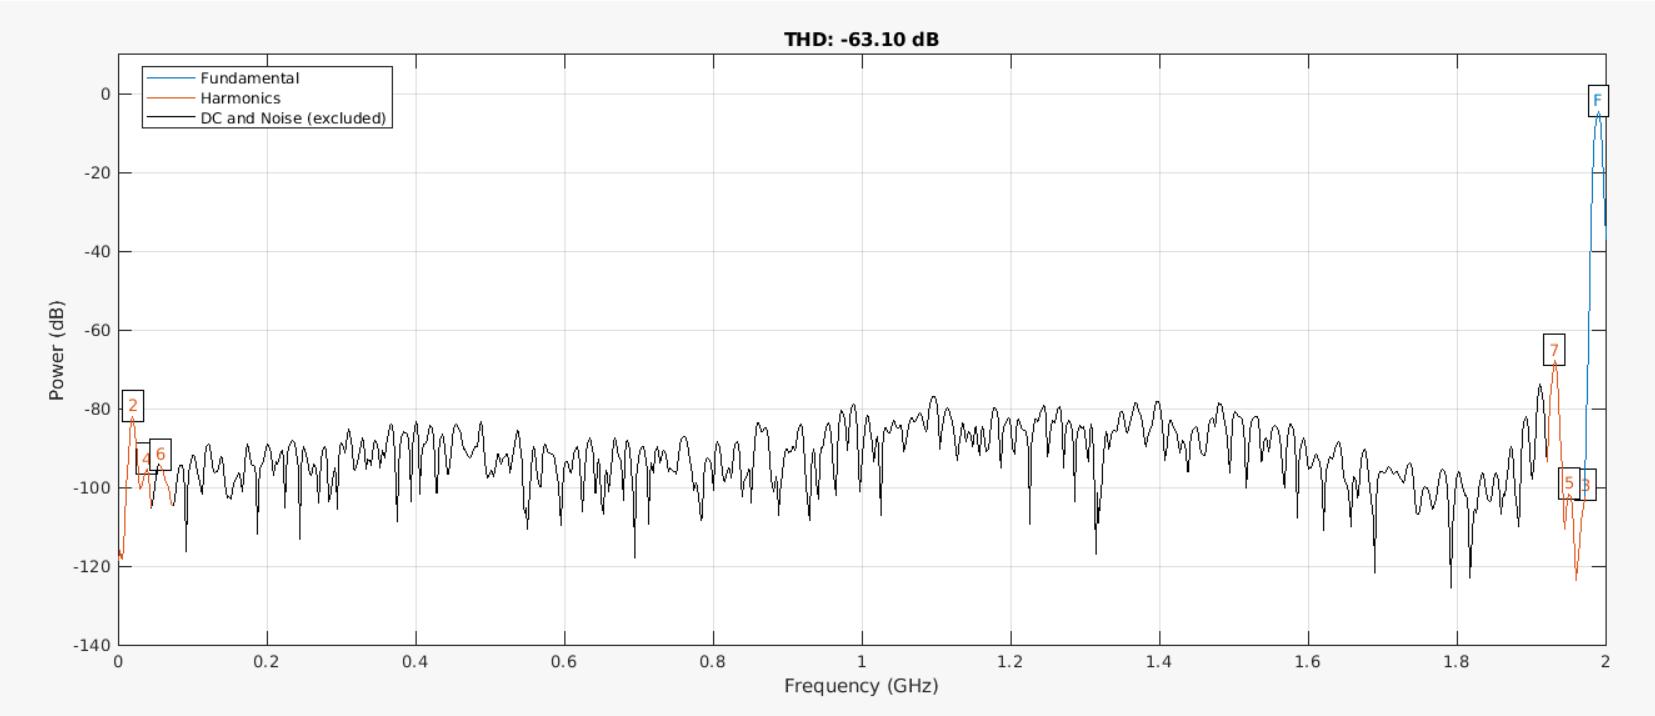 THD: -63.10 dB
Fundamental
Harmonics
DC and Noise (excluded)
F
7
2
4
6
5
3
0
-20
-40
-60
-80
-100
-120
-140
Power (dB)
0 0.2 0.4 0.6 0.8 1 1.2 1.4 1.6 1.8 2
Frequency (GHz)